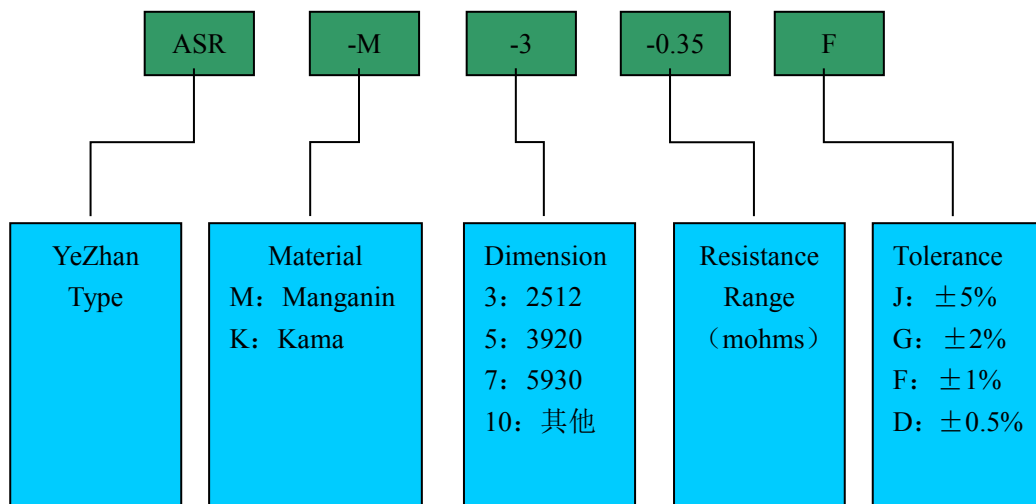 ASR
-M
-3
-0.35
F
YeZhan
Type
Material
M：Manganin
K：Kama
Dimension
3：2512
5：3920
7：5930
10：其他
Resistance
Range
（mohms）
Tolerance
J：±5%
G：±2%
F：±1%
D：±0.5%